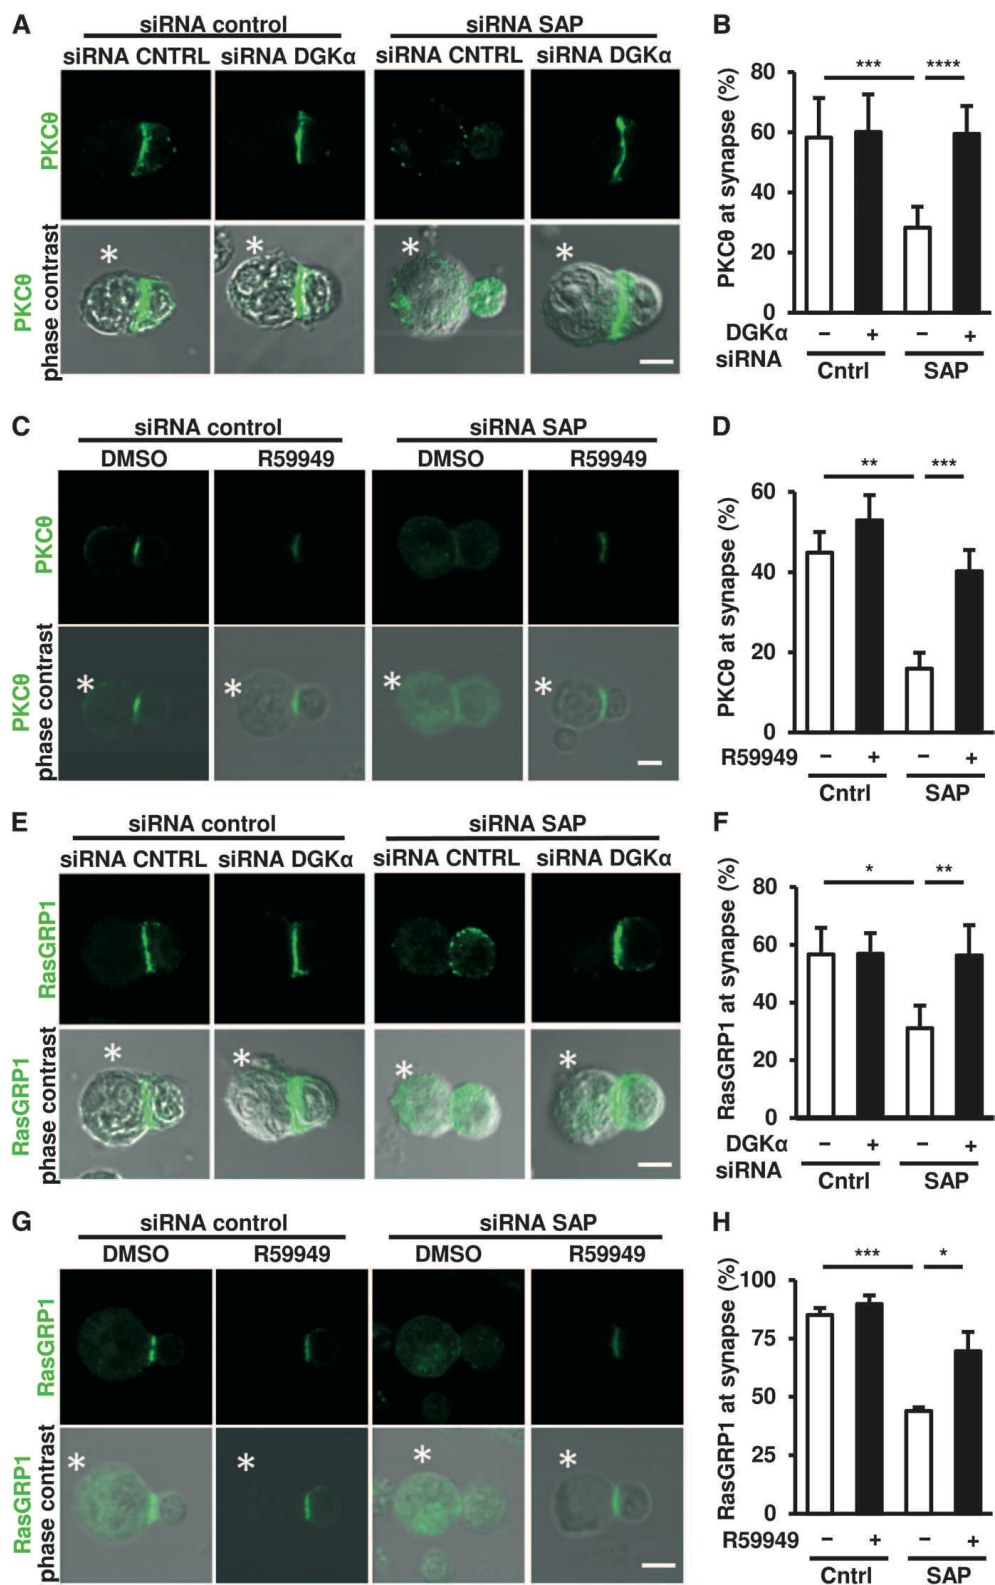 A
siRNA control
siRNA SAP
siRNA CNTRL
siRNA DGKα
siRNA CNTRL
siRNA DGKα
PKCθ
PKCθ
phase contrast
*
*
*
*
B
PKCθ at synapse (%)
80
60
40
20
0
***
****
DGKα
siRNA
− + − +
Cntrl
SAP
C
siRNA control
siRNA SAP
DMSO
R59949
DMSO
R59949
PKCθ
PKCθ
phase contrast
*
*
*
*
D
PKCθ at synapse (%)
60
40
20
0
**
***
R59949 − + − +
Cntrl
SAP
E
siRNA control
siRNA SAP
siRNA CNTRL
siRNA DGKα
siRNA CNTRL
siRNA DGKα
RasGRP1
RasGRP1
phase contrast
*
*
*
*
F
RasGRP1 at synapse (%)
80
60
40
20
0
*
**
DGKα
siRNA
− + − +
Cntrl
SAP
G
siRNA control
siRNA SAP
DMSO
R59949
DMSO
R59949
RasGRP1
RasGRP1
phase contrast
*
*
*
*
H
RasGRP1 at synapse (%)
100
75
50
25
0
***
*
R59949 − + − +
Cntrl
SAP